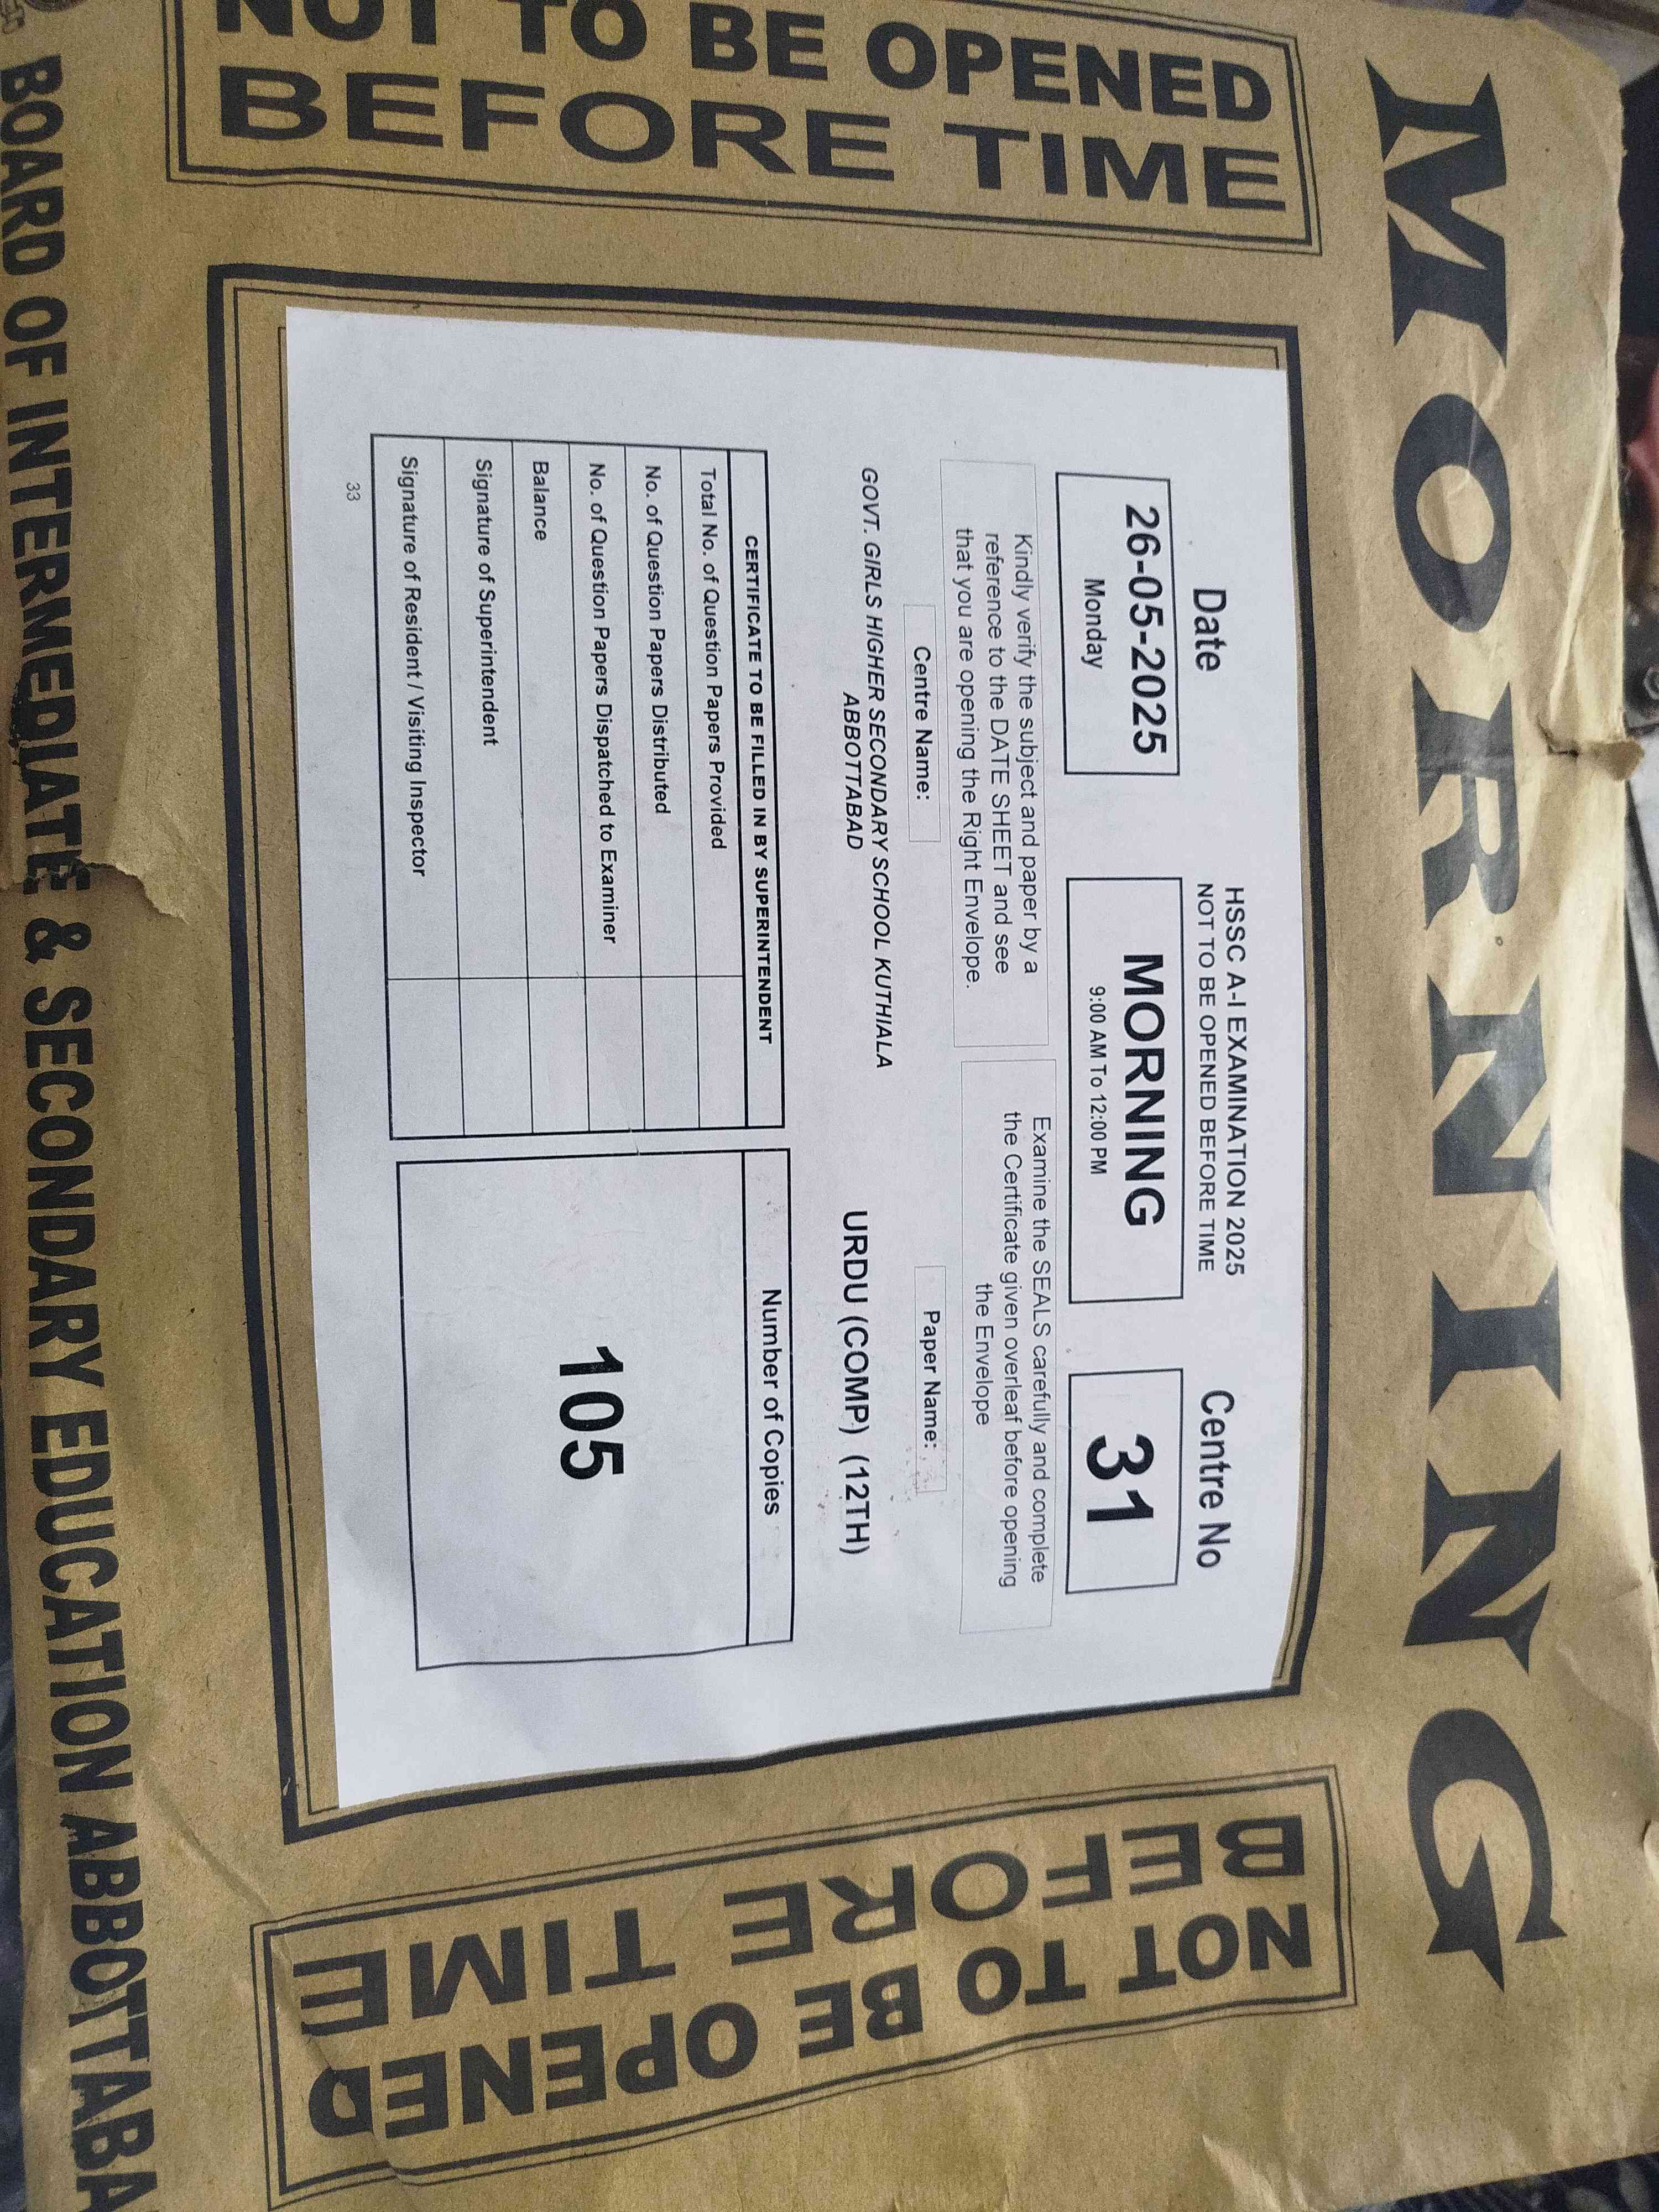 MORNING
NOT TO BE OPENED
BEFORE TIME
HSSC A-I EXAMINATION 2025
NOT TO BE OPENED BEFORE TIME
Date
Centre No
26-05-2025
Monday
MORNING
9:00 AM To 12:00 PM
31
Kindly verify the subject and paper by a
reference to the DATE SHEET and see
that you are opening the Right Envelope.
Examine the SEALS carefully and complete
the Certificate given overleaf before opening
the Envelope
Centre Name:
Paper Name:
GOVT. GIRLS HIGHER SECONDARY SCHOOL KUTHIALA
ABBOTTABAD
URDU (COMP) (12TH)
CERTIFICATE TO BE FILLED IN BY SUPERINTENDENT
Total No. of Question Papers Provided
No. of Question Papers Distributed
No. of Question Papers Dispatched to Examiner
Balance
Signature of Superintendent
Signature of Resident / Visiting Inspector
Number of Copies
105
33
NOT TO BE OPENED
BEFORE TIME
BOARD OF INTERMEDIATE & SECONDARY EDUCATION ABBOTTABA